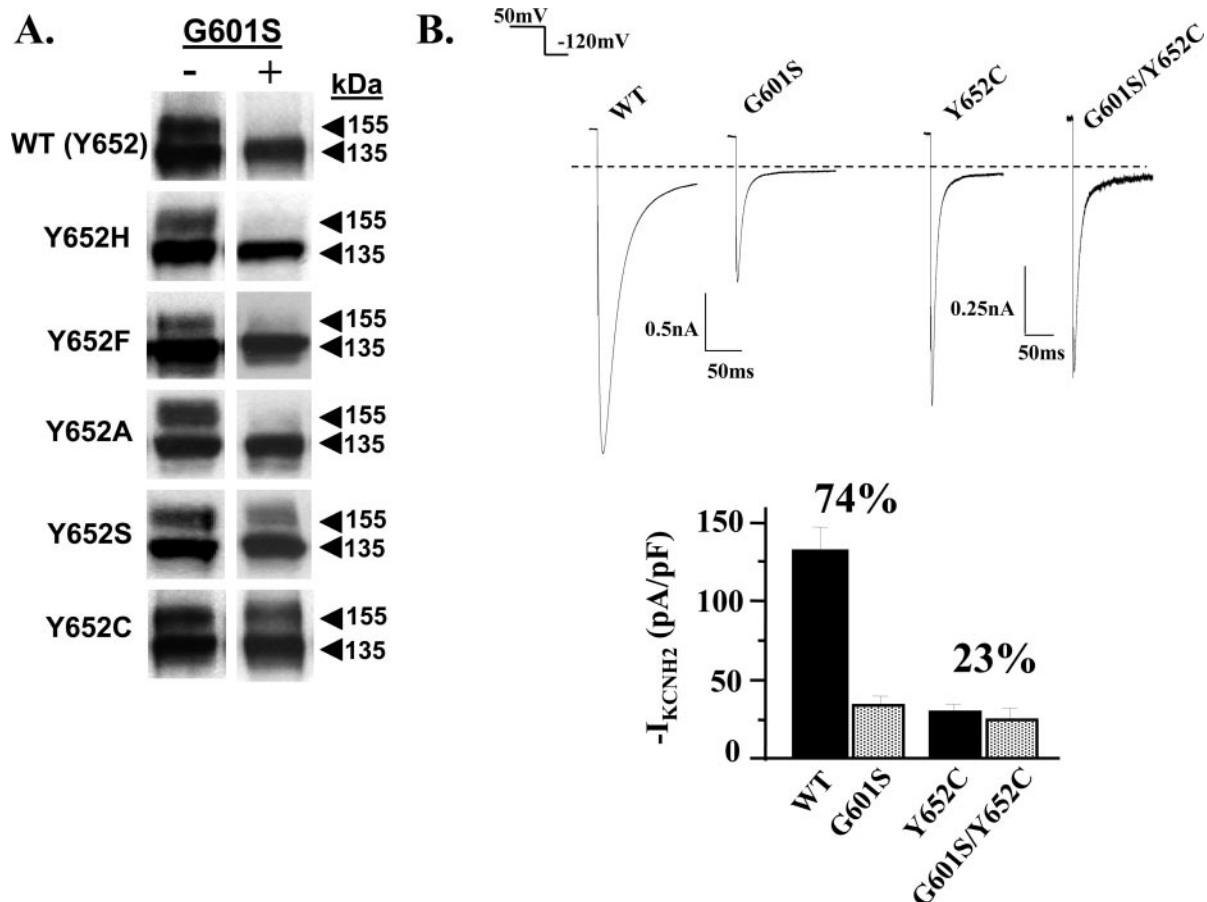 A.
G601S
- +
kDa
WT (Y652)
155
135
Y652H
155
135
Y652F
155
135
Y652A
155
135
Y652S
155
135
Y652C
155
135
B.
50mV
-120mV
WT
G601S
Y652C
G601S/Y652C
0.5nA
50ms
0.25nA
50ms
74%
23%
-I_KCNH2 (pA/pF)
150
100
50
0
WT
G601S
Y652C
G601S/Y652C